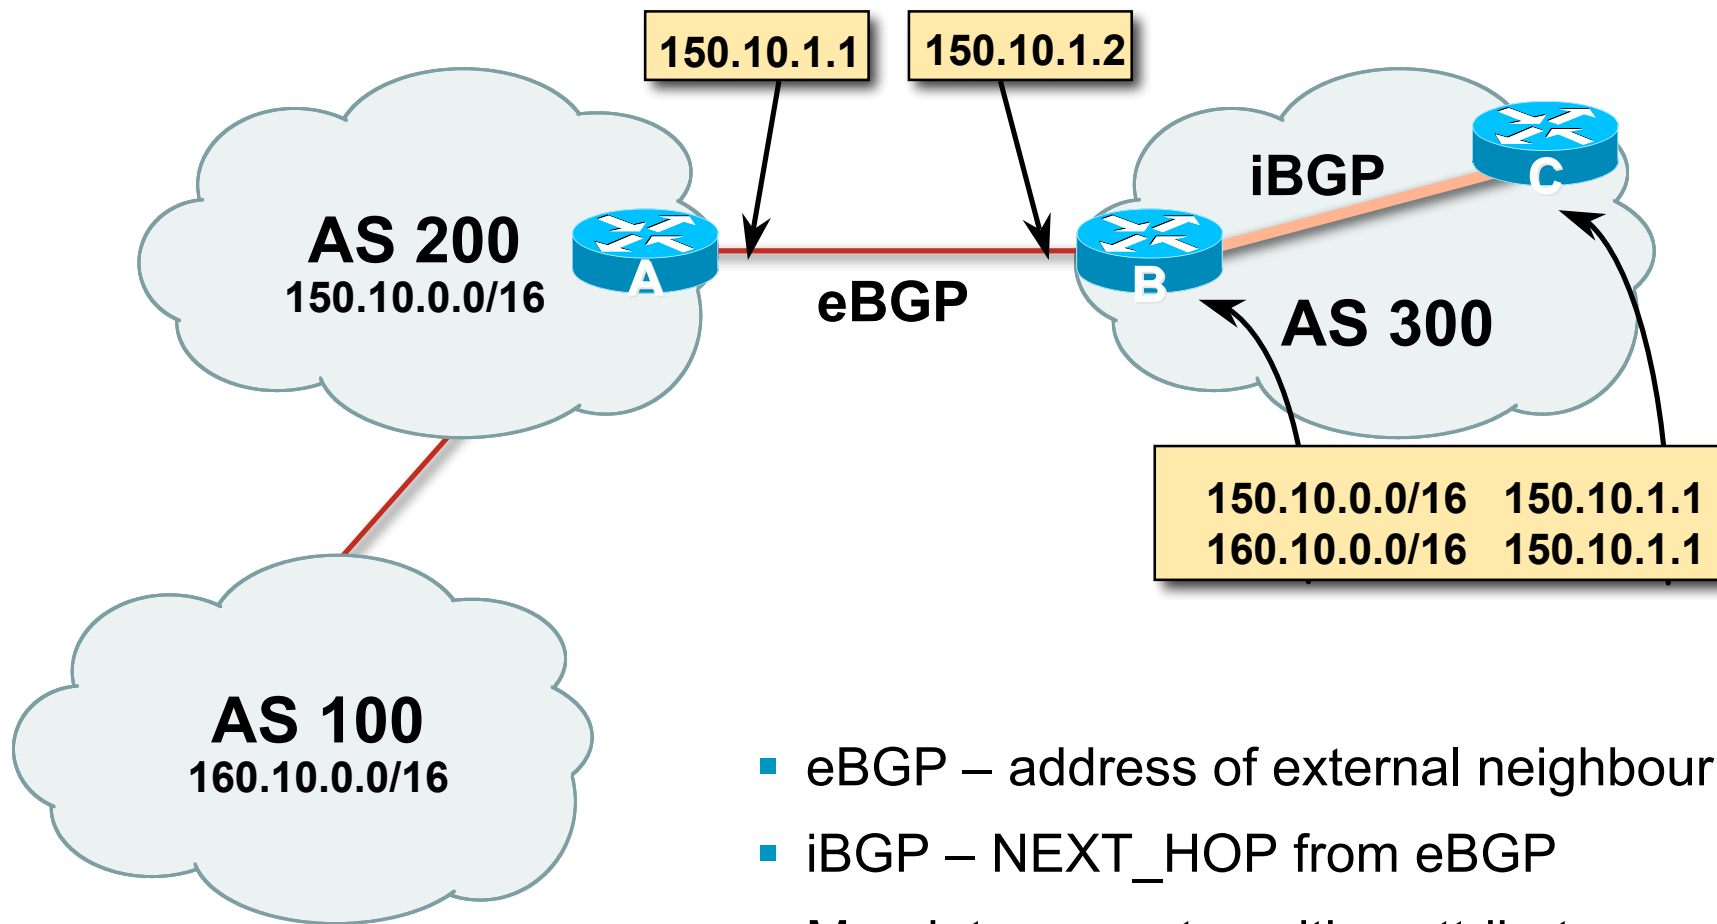 150.10.1.1
150.10.1.2
iBGP
C
AS 200
150.10.0.0/16
A
eBGP
B
AS 300
150.10.0.0/16 150.10.1.1
160.10.0.0/16 150.10.1.1
AS 100
160.10.0.0/16
eBGP – address of external neighbour
iBGP – NEXT_HOP from eBGP